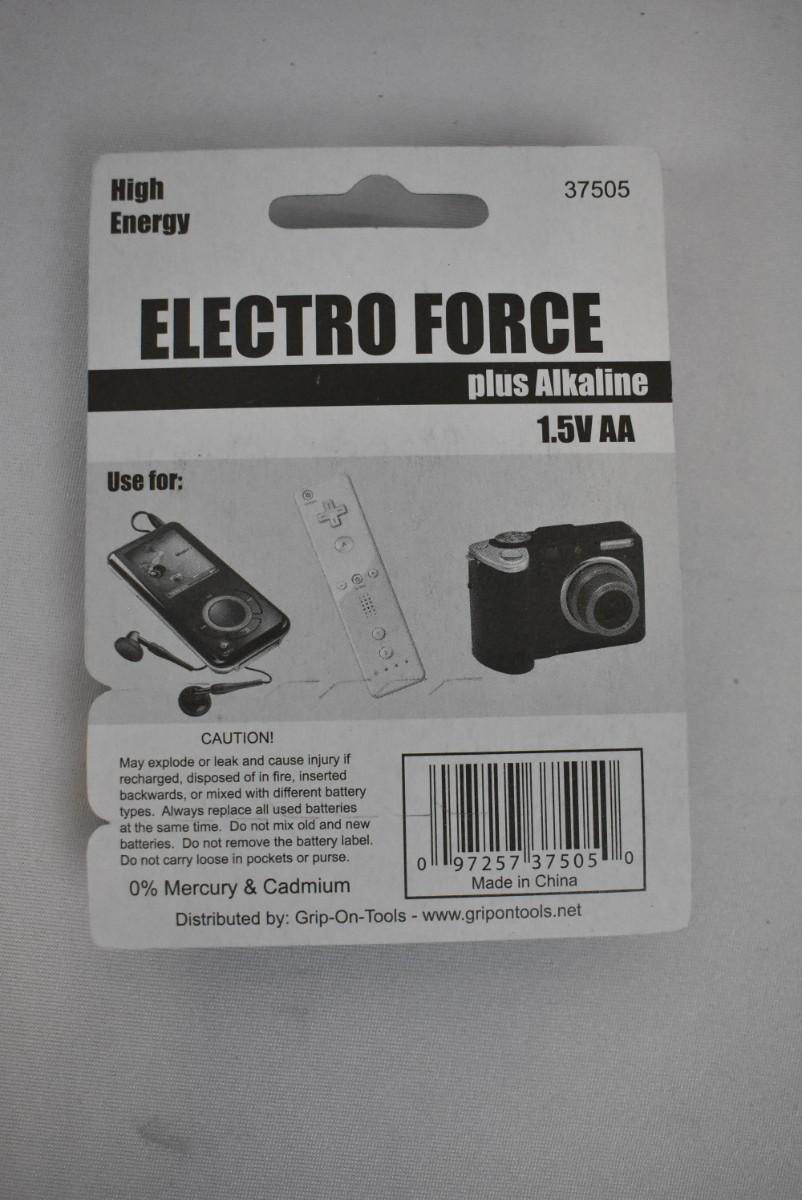 High
Energy
37505
ELECTRO FORCE
plus Alkaline
1.5V AA
Use for:
CAUTION!
May explode or leak and cause injury if
recharged, disposed of in fire, inserted
backwards, or mixed with different battery
types. Always replace all used batteries
at the same time. Do not mix old and new
batteries. Do not remove the battery label.
Do not carry loose in pockets or purse.
0% Mercury & Cadmium
0 97257 37505 0
Made in China
Distributed by: Grip-On-Tools - www.gripontools.net